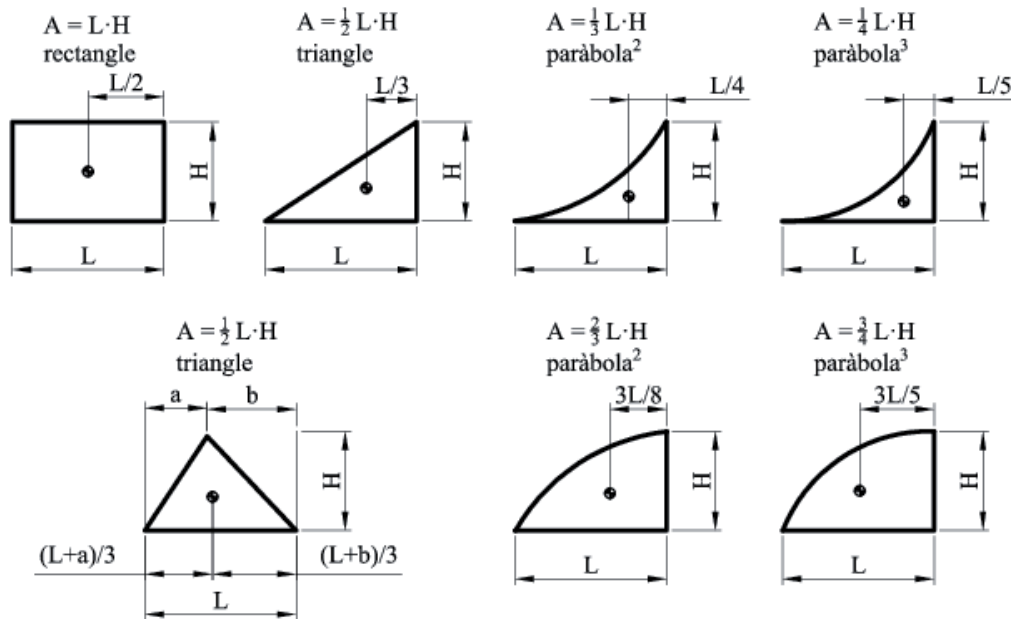 A = L·H
rectangle
L/2
H
L
A = ½ L·H
triangle
L/3
H
L
A = ⅓ L·H
paràbola²
L/4
H
L
A = ¼ L·H
paràbola³
L/5
H
L
A = ½ L·H
triangle
a
b
H
(L+a)/3
(L+b)/3
L
A = ⅔ L·H
paràbola²
3L/8
H
L
A = ¾ L·H
paràbola³
3L/5
H
L